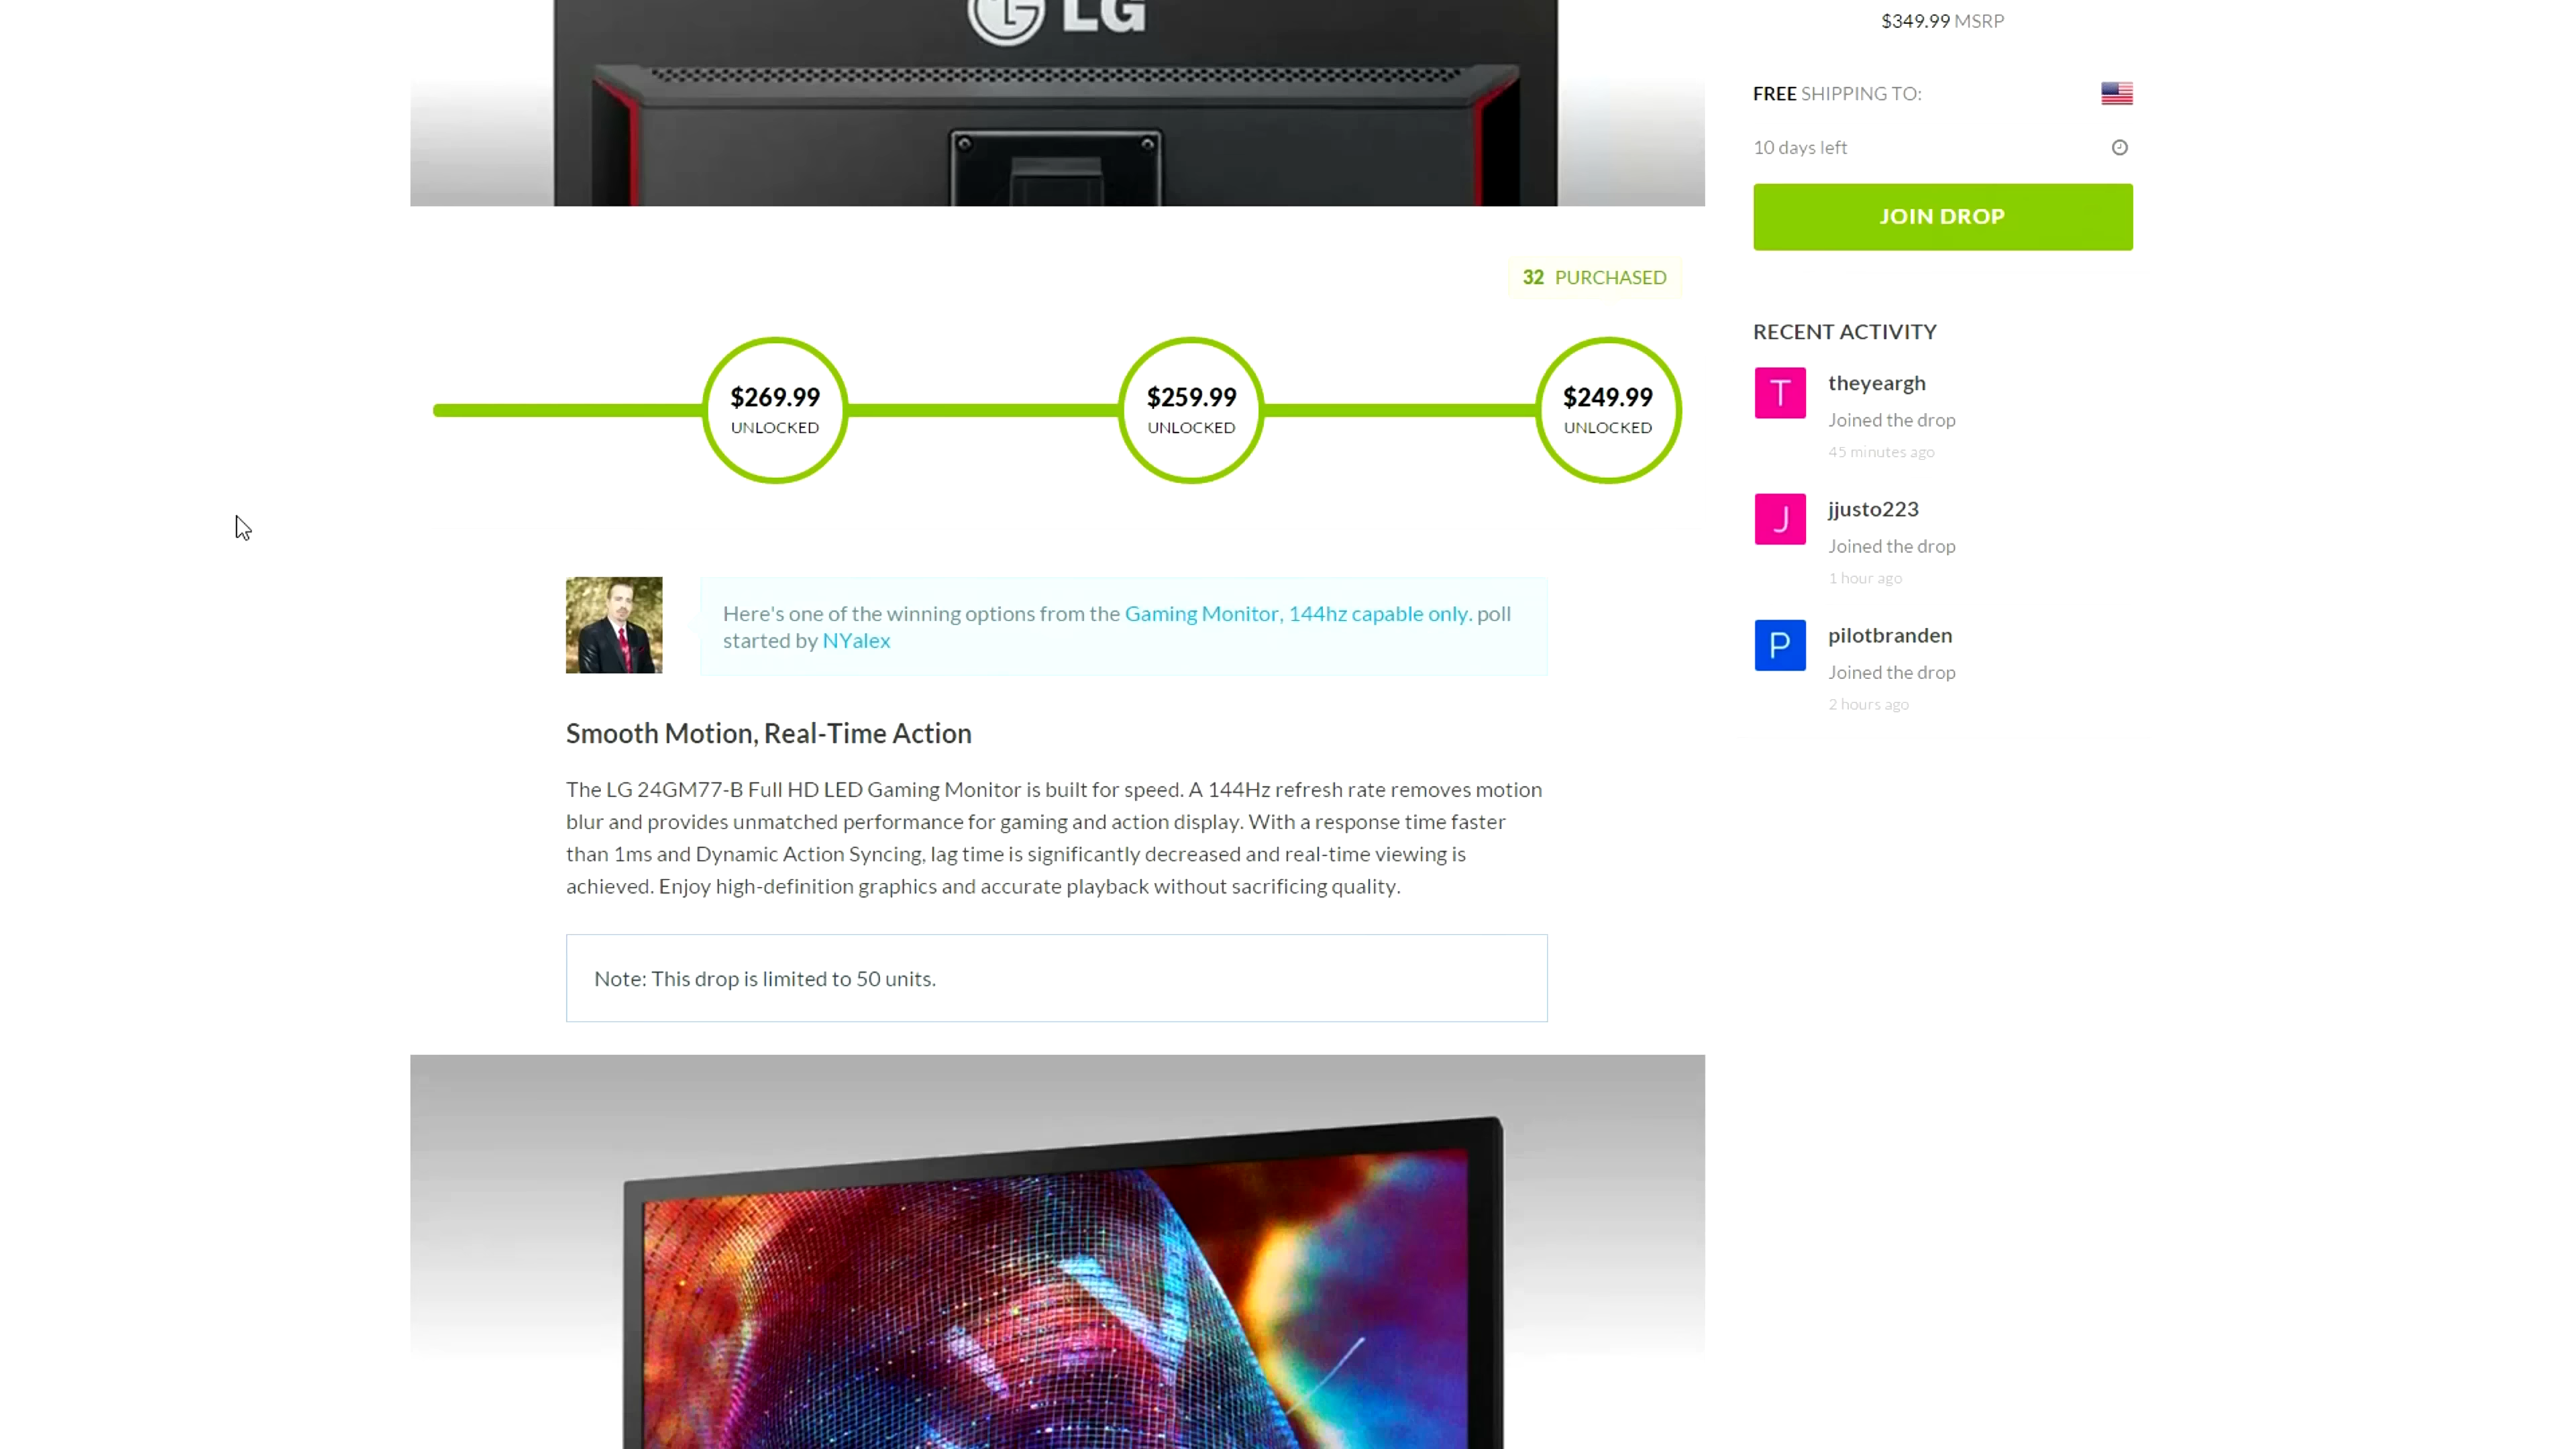 LG
$349.99 MSRP
FREE SHIPPING TO:
10 days left
JOIN DROP
32 PURCHASED
$269.99
UNLOCKED
$259.99
UNLOCKED
$249.99
UNLOCKED
RECENT ACTIVITY
T
theyeargh
Joined the drop
45 minutes ago
J
jjusto223
Joined the drop
1 hour ago
P
pilotbranden
Joined the drop
2 hours ago
Here's one of the winning options from the Gaming Monitor, 144hz capable only. poll
started by NYalex
Smooth Motion, Real-Time Action
The LG 24GM77-B Full HD LED Gaming Monitor is built for speed. A 144Hz refresh rate removes motion
blur and provides unmatched performance for gaming and action display. With a response time faster
than 1ms and Dynamic Action Syncing, lag time is significantly decreased and real-time viewing is
achieved. Enjoy high-definition graphics and accurate playback without sacrificing quality.
Note: This drop is limited to 50 units.